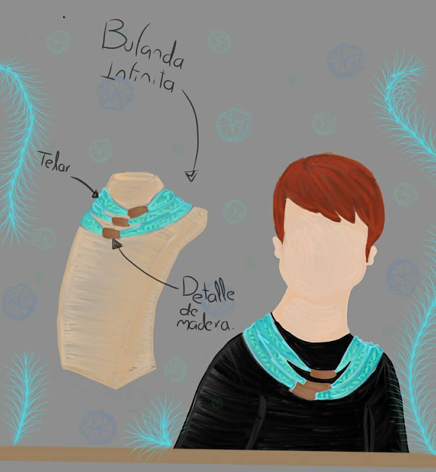 Bufanda
Infinita
Telar
Detalle
de
madera.